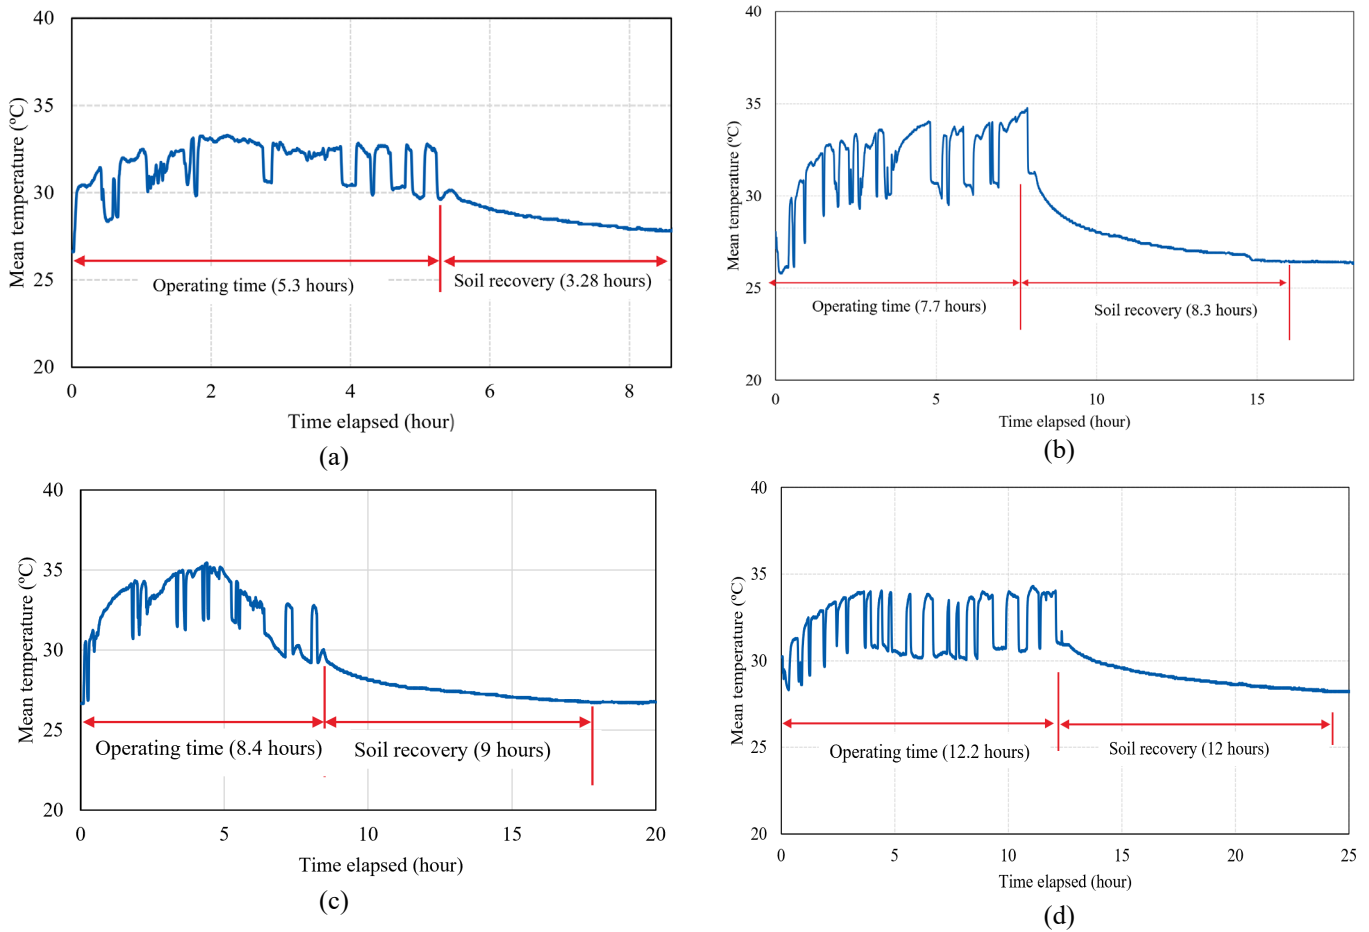 40
35
30
25
20
Mean temperature (ºC)
Operating time (5.3 hours)
Soil recovery (3.28 hours)
0 2 4 6 8
Time elapsed (hour)
(a)
40
35
30
25
20
Mean temperature (ºC)
Operating time (7.7 hours)
Soil recovery (8.3 hours)
0 5 10 15
Time elapsed (hour)
(b)
40
35
30
25
20
Mean temperature (ºC)
Operating time (8.4 hours)
Soil recovery (9 hours)
0 5 10 15 20
Time elapsed (hour)
(c)
40
35
30
25
20
Mean temperature (ºC)
Operating time (12.2 hours)
Soil recovery (12 hours)
0 5 10 15 20 25
Time elapsed (hour)
(d)